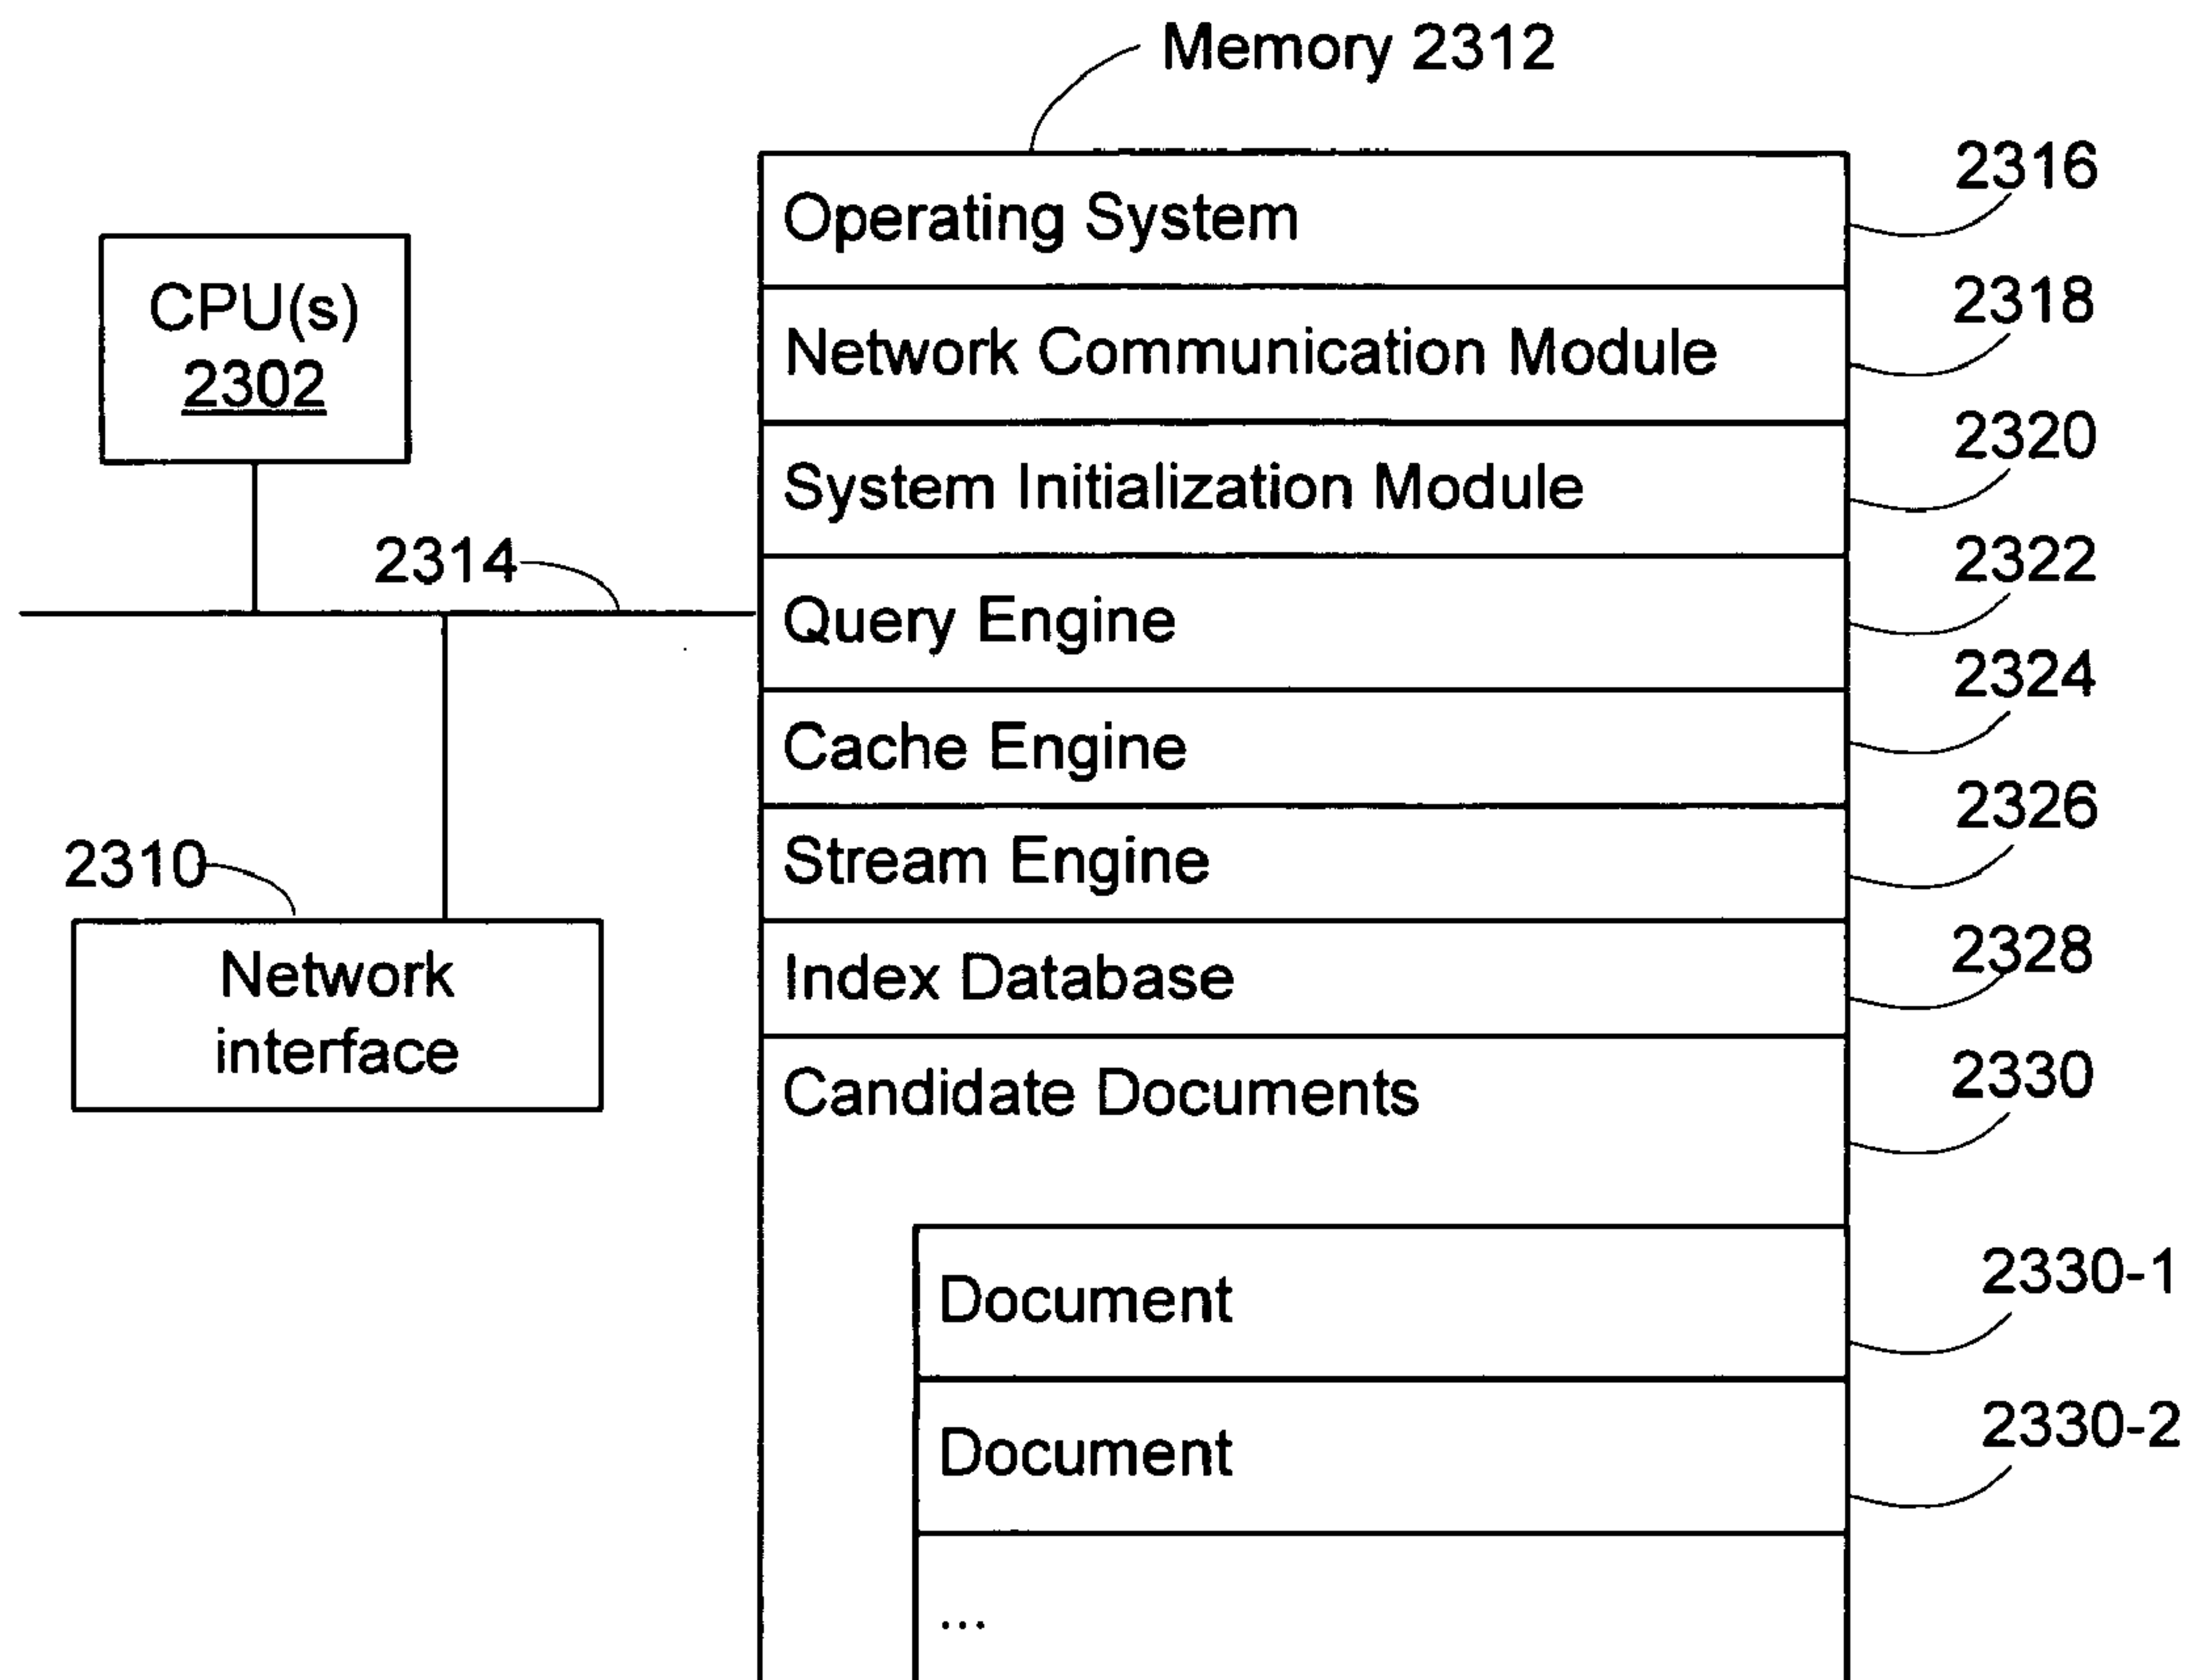 Memory 2312
Operating System
2316
CPU(s)
2302
Network Communication Module
2318
System Initialization Module
2320
2314
Query Engine
2322
Cache Engine
2324
Stream Engine
2326
2310
Network
interface
Index Database
2328
Candidate Documents
2330
Document
2330-1
Document
2330-2
...